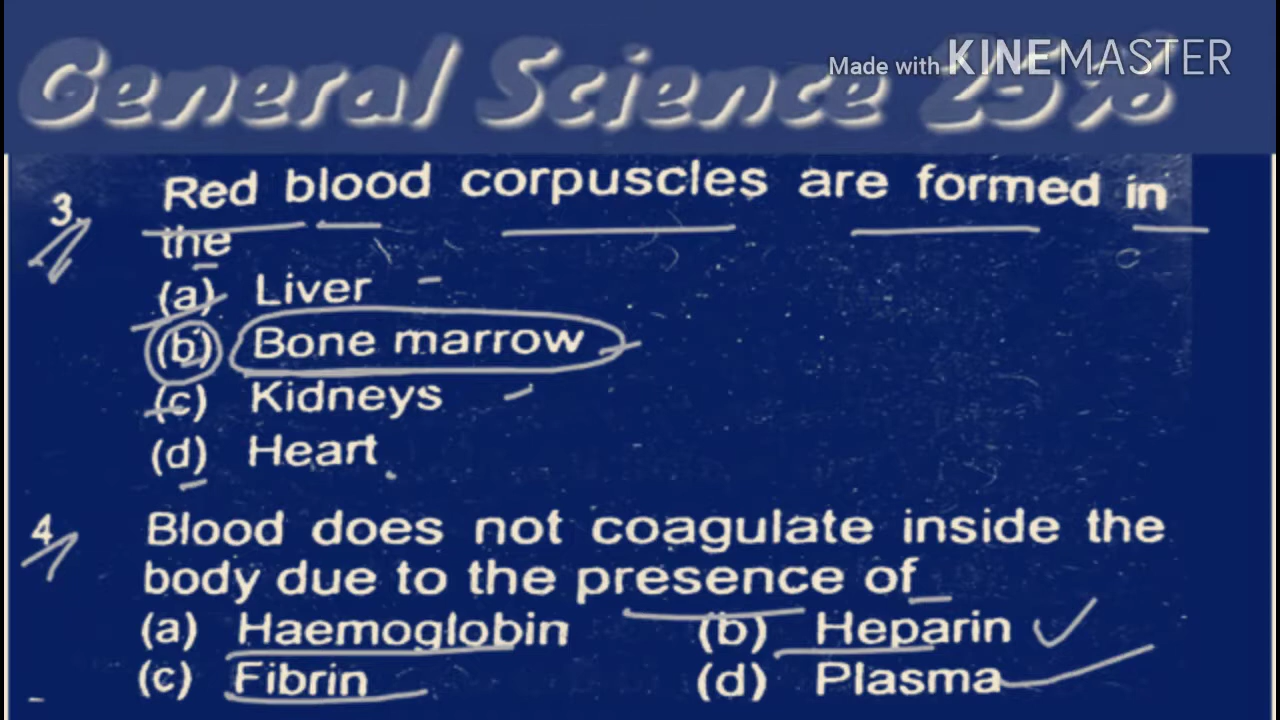 General Science 25%
Made with KINEMASTER
3. Red blood corpuscles are formed in
the
(a) Liver
(b) Bone marrow
(c) Kidneys
(d) Heart
4. Blood does not coagulate inside the
body due to the presence of
(a) Haemoglobin (b) Heparin
(c) Fibrin (d) Plasma